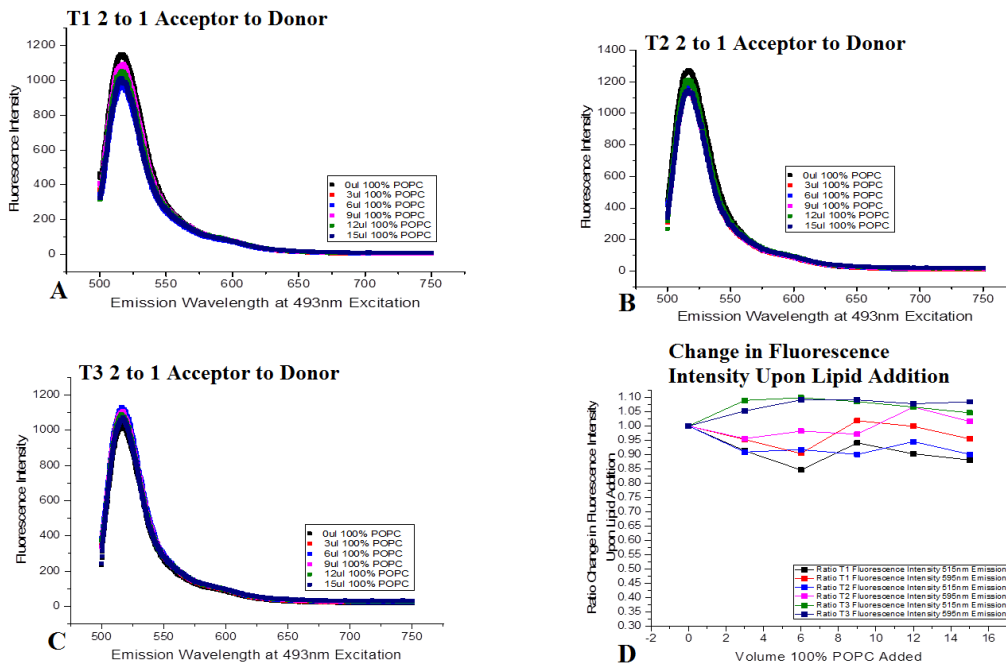 T1 2 to 1 Acceptor to Donor
1200
1000
800
600
400
200
0
Fluorescence Intensity
0ul 100% POPC
3ul 100% POPC
6ul 100% POPC
9ul 100% POPC
12ul 100% POPC
15ul 100% POPC
500 550 600 650 700 750
A
Emission Wavelength at 493nm Excitation
T2 2 to 1 Acceptor to Donor
1400
1200
1000
800
600
400
200
0
Fluorescence Intensity
0ul 100% POPC
3ul 100% POPC
6ul 100% POPC
9ul 100% POPC
12ul 100% POPC
15ul 100% POPC
500 550 600 650 700 750
B
Emission Wavelength at 493nm Excitation
T3 2 to 1 Acceptor to Donor
1200
1000
800
600
400
200
0
Fluorescence Intensity
0ul 100% POPC
3ul 100% POPC
6ul 100% POPC
9ul 100% POPC
12ul 100% POPC
15ul 100% POPC
500 550 600 650 700 750
C
Emission Wavelength at 493nm Excitation
Change in Fluorescence
Intensity Upon Lipid Addition
1.10
1.05
1.00
0.95
0.90
0.85
0.80
0.75
0.70
0.65
0.60
0.55
0.50
0.45
0.40
0.35
0.30
Ratio Change in Fluorescence Intensity
Upon Lipid Addition
Ratio T1 Fluorescence Intensity 515nm Emission
Ratio T1 Fluorescence Intensity 595nm Emission
Ratio T2 Fluorescence Intensity 515nm Emission
Ratio T2 Fluorescence Intensity 595nm Emission
Ratio T3 Fluorescence Intensity 515nm Emission
Ratio T3 Fluorescence Intensity 595nm Emission
-2 0 2 4 6 8 10 12 14 16
D
Volume 100% POPC Added